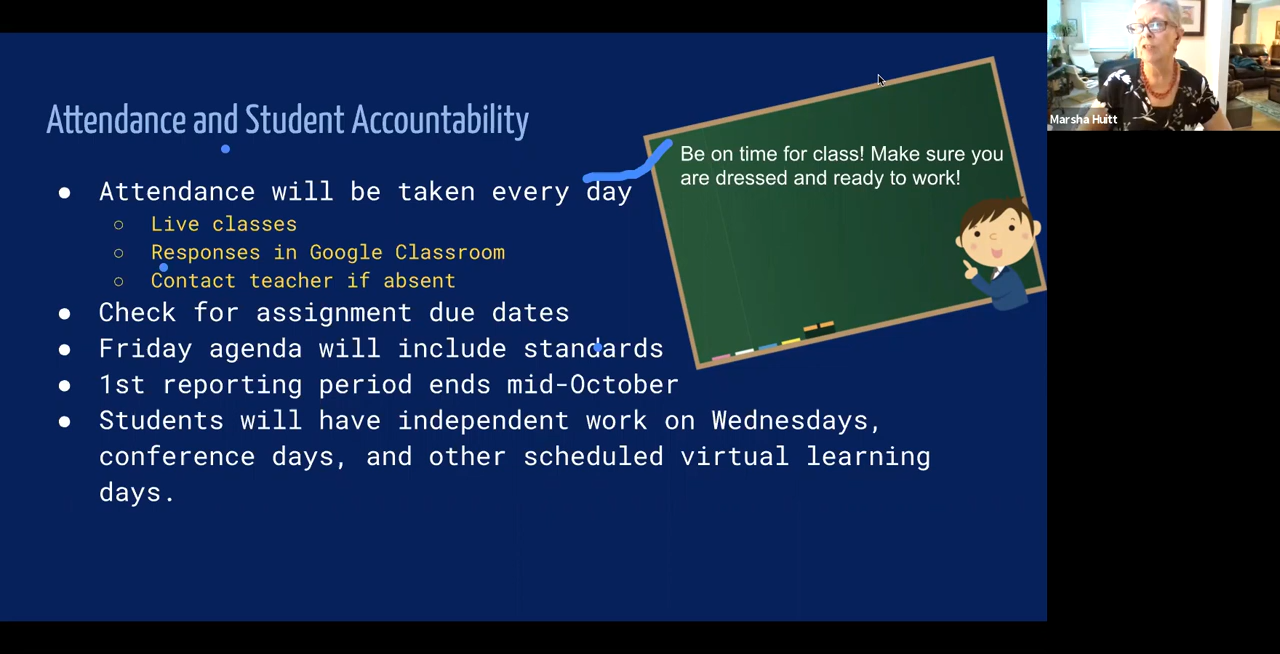 Attendance and Student Accountability
● Attendance will be taken every day
○ Live classes
○ Responses in Google Classroom
○ Contact teacher if absent
● Check for assignment due dates
● Friday agenda will include standards
● 1st reporting period ends mid-October
● Students will have independent work on Wednesdays,
conference days, and other scheduled virtual learning
days.
Be on time for class! Make sure you
are dressed and ready to work!
Marsha Huitt